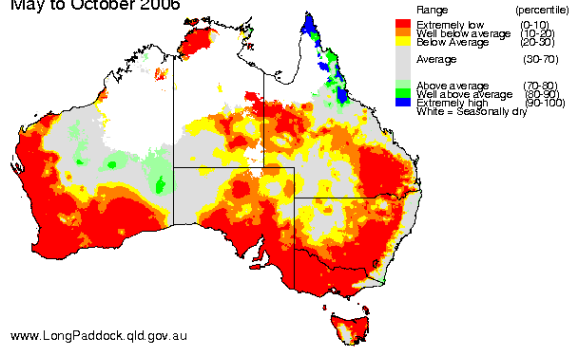 May to October 2006
Range (percentile)
Extremely low (0-10)
Well below average (10-20)
Below Average (20-30)
Average (30-70)
Above average (70-80)
Well above average (80-90)
Extremely high (90-100)
White = Seasonally dry
www.LongPaddock.qld.gov.au